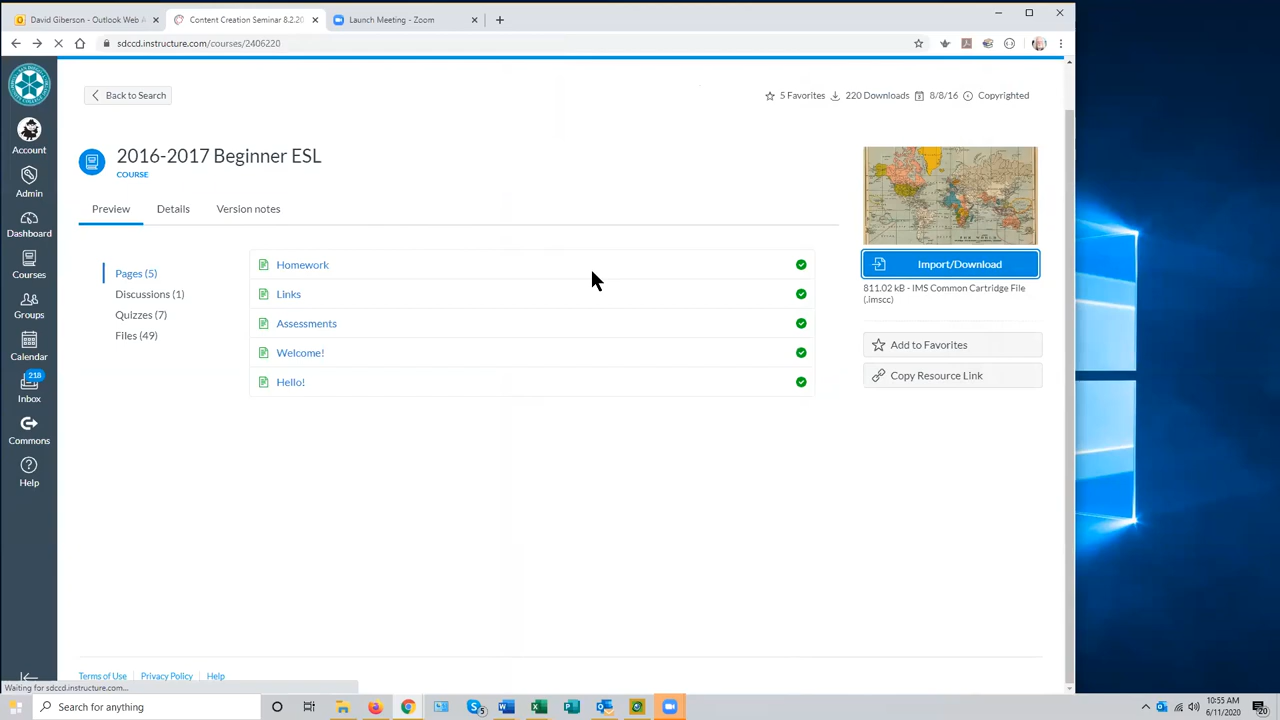 David Giberson - Outlook Web A
Content Creation Seminar 8.2.20
Launch Meeting - Zoom
sdccd.instructure.com/courses/2406220
Back to Search
5 Favorites
220 Downloads
8/8/16
Copyrighted
2016-2017 Beginner ESL
COURSE
Preview
Details
Version notes
Pages (5)
Discussions (1)
Quizzes (7)
Files (49)
Homework
Links
Assessments
Welcome!
Hello!
Import/Download
811.02 kB - IMS Common Cartridge File
(.imscc)
Add to Favorites
Copy Resource Link
Account
Admin
Dashboard
Courses
Groups
Calendar
218
Inbox
Commons
Help
Terms of Use
Privacy Policy
Help
Waiting for sdccd.instructure.com...
Search for anything
5
10:55 AM
6/11/2020
20